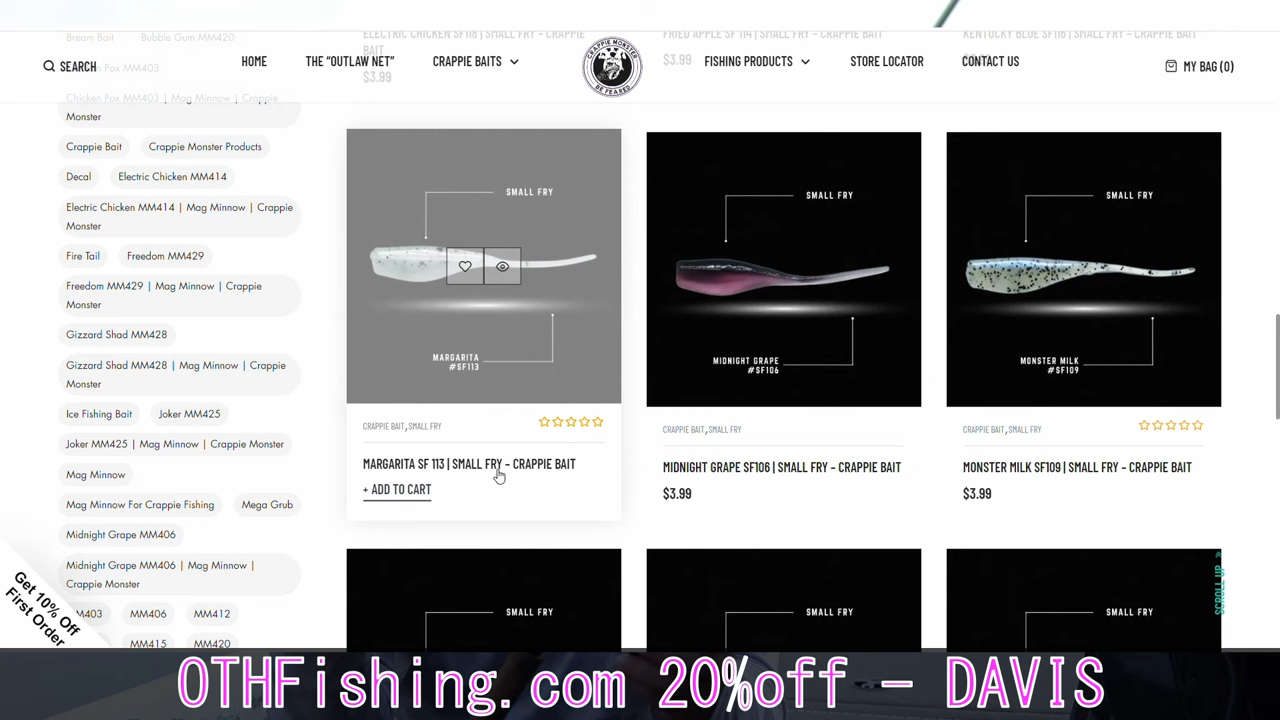 Bream Bait
Bubble Gum MM420
ELECTRIC CHICKEN SF118 | SMALL FRY – CRAPPIE
BAIT
$3.99
FRIED APPLE SF 114 | SMALL FRY – CRAPPIE BAIT
$3.99
KENTUCKY BLUE SF116 | SMALL FRY – CRAPPIE BAIT
SEARCH
HOME
THE "OUTLAW NET"
CRAPPIE BAITS
CRAPPIE MONSTER
BE FEARED
FISHING PRODUCTS
STORE LOCATOR
CONTACT US
MY BAG (0)
Pox MM403
Chicken Pox MM403 | Mag Minnow | Crappie
Monster
Crappie Bait
Crappie Monster Products
Decal
Electric Chicken MM414
Electric Chicken MM414 | Mag Minnow | Crappie
Monster
Fire Tail
Freedom MM429
Freedom MM429 | Mag Minnow | Crappie
Monster
Gizzard Shad MM428
Gizzard Shad MM428 | Mag Minnow | Crappie
Monster
Ice Fishing Bait
Joker MM425
Joker MM425 | Mag Minnow | Crappie Monster
Mag Minnow
Mag Minnow For Crappie Fishing
Mega Grub
Midnight Grape MM406
Midnight Grape MM406 | Mag Minnow |
Crappie Monster
MM403
MM406
MM412
MM415
MM420
Get 10% Off
First Order
SMALL FRY
MARGARITA
#SF113
CRAPPIE BAIT, SMALL FRY
MARGARITA SF 113 | SMALL FRY – CRAPPIE BAIT
+ ADD TO CART
SMALL FRY
MIDNIGHT GRAPE
#SF106
CRAPPIE BAIT, SMALL FRY
MIDNIGHT GRAPE SF106 | SMALL FRY – CRAPPIE BAIT
$3.99
SMALL FRY
MONSTER MILK
#SF109
CRAPPIE BAIT, SMALL FRY
MONSTER MILK SF109 | SMALL FRY – CRAPPIE BAIT
$3.99
SMALL FRY
SMALL FRY
SMALL FRY
SCROLL UP
OTHFishing.com 20%off - DAVIS